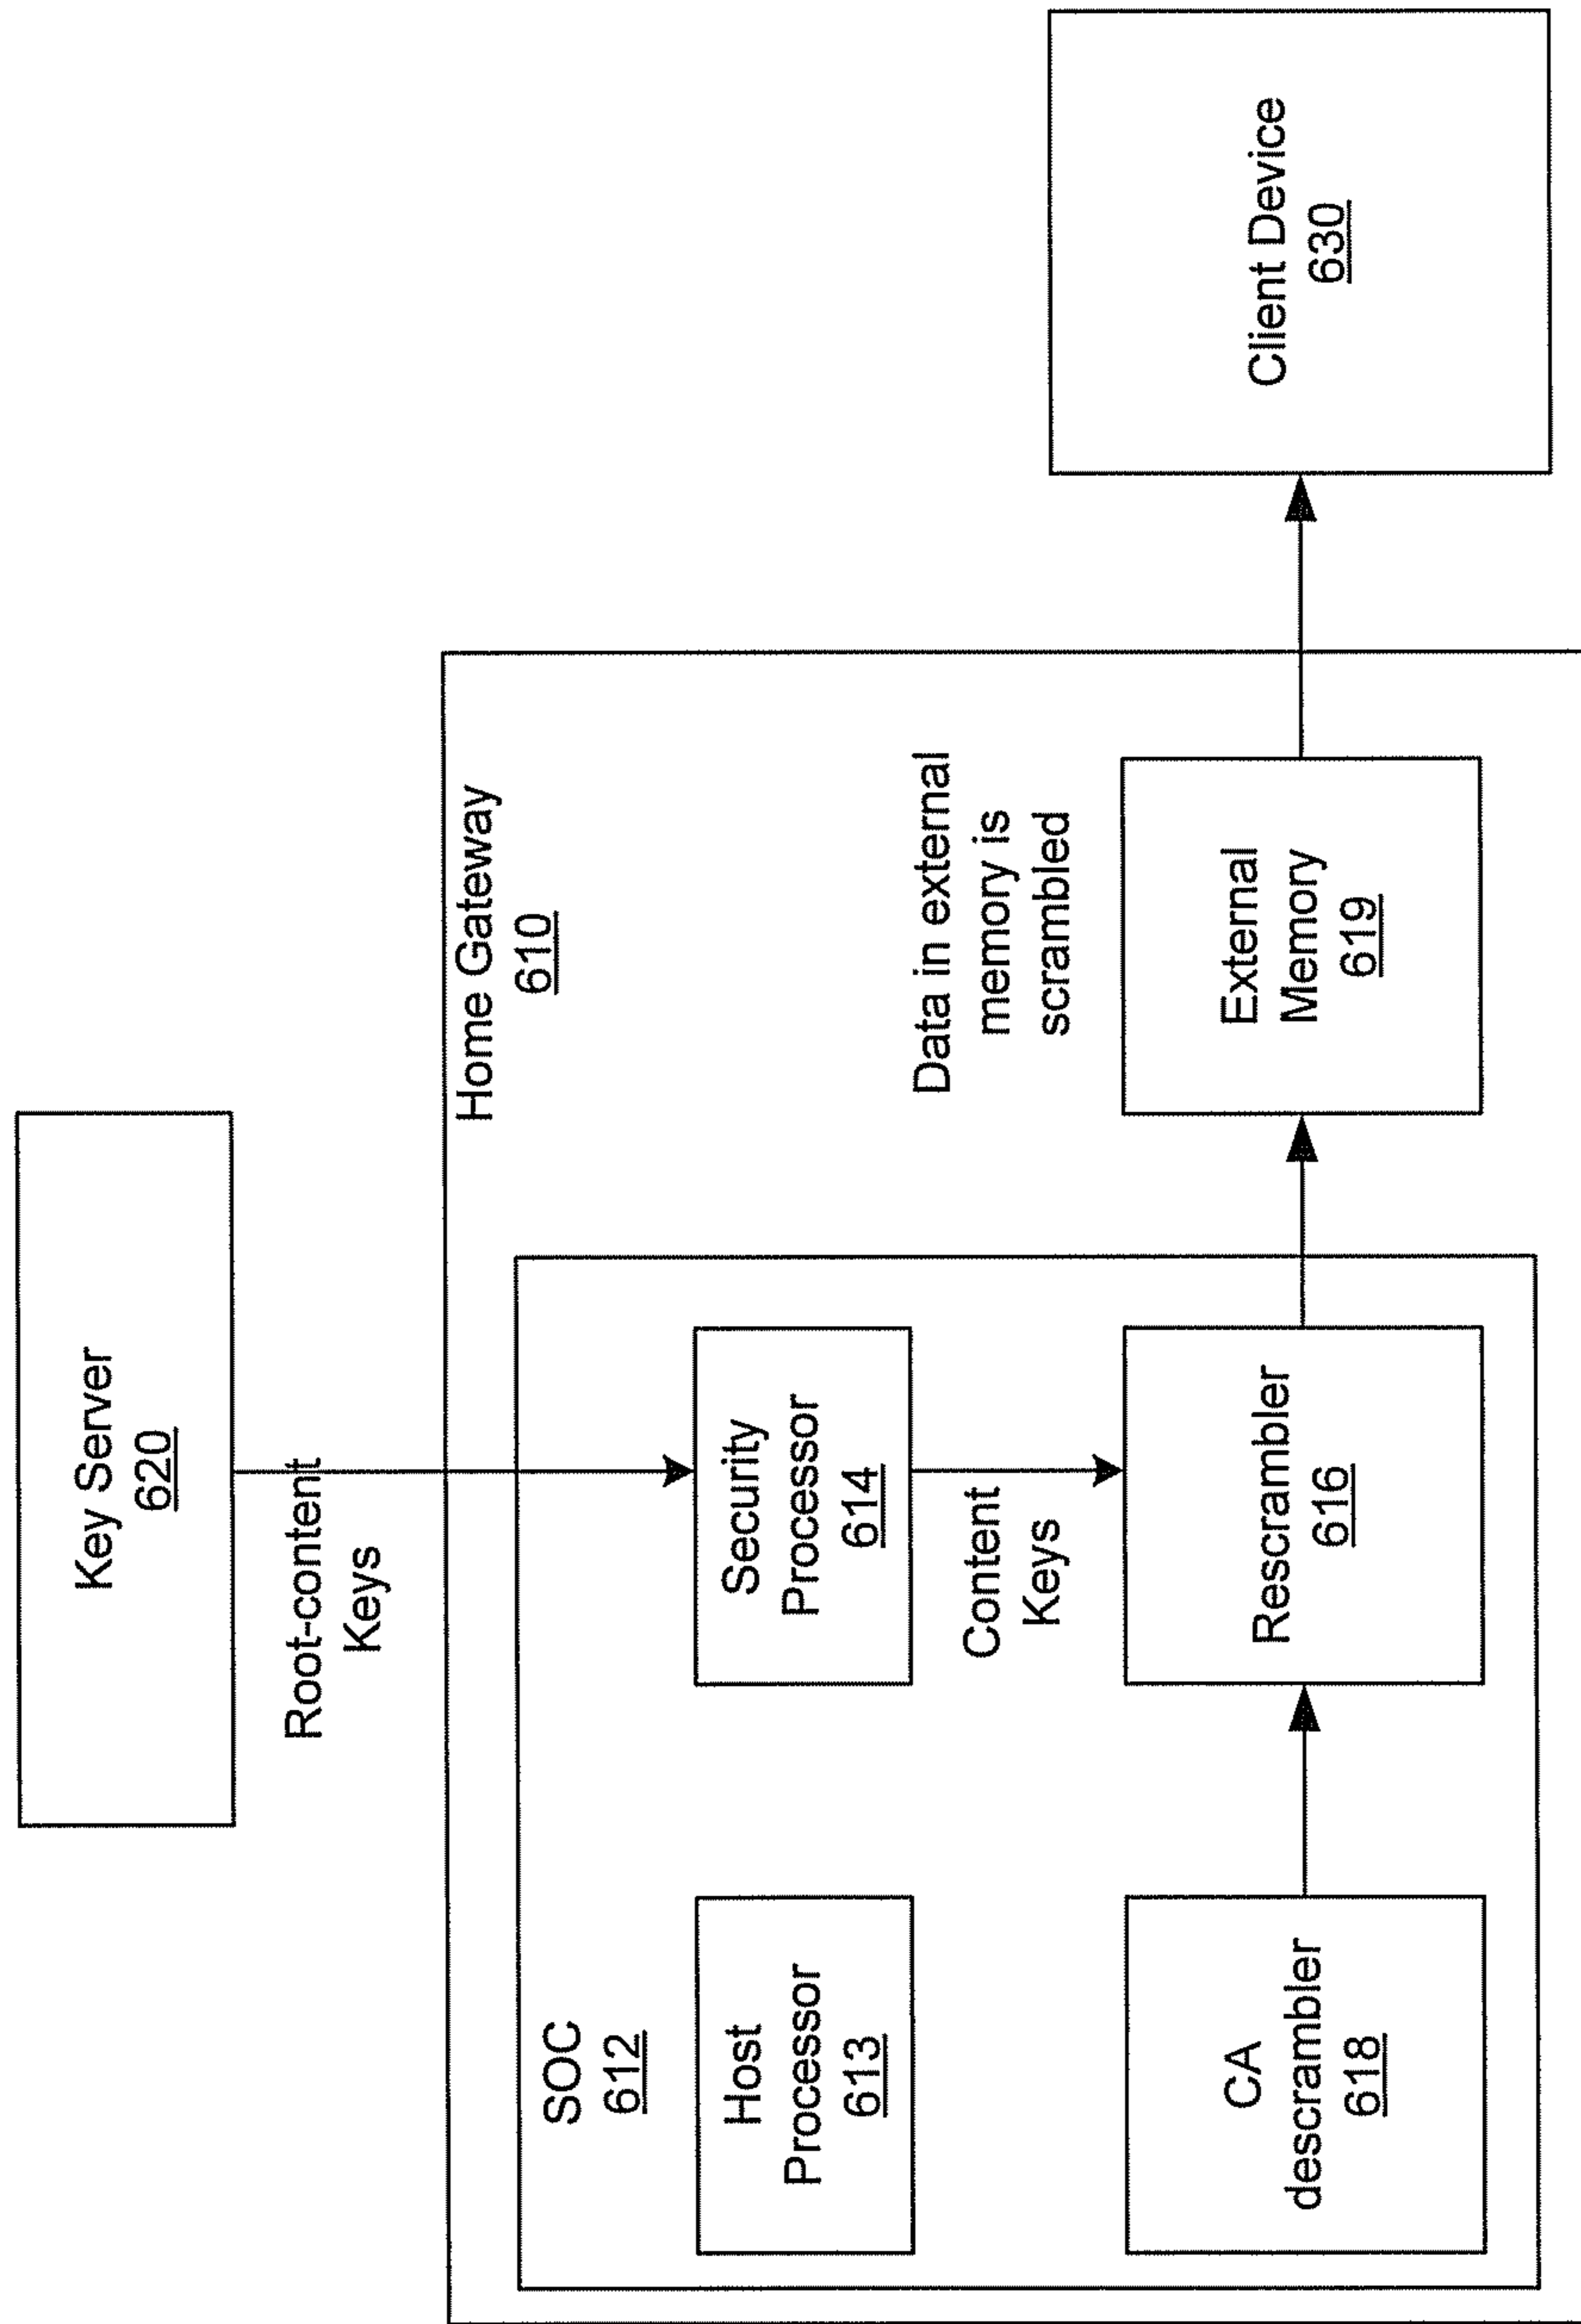 Key Server
620
Root-content
Keys
Home Gateway
610
SOC
612
Host
Processor
613
Security
Processor
614
Content
Keys
Data in external
memory is
scrambled
CA
descrambler
618
Rescrambler
616
External
Memory
619
Client Device
630